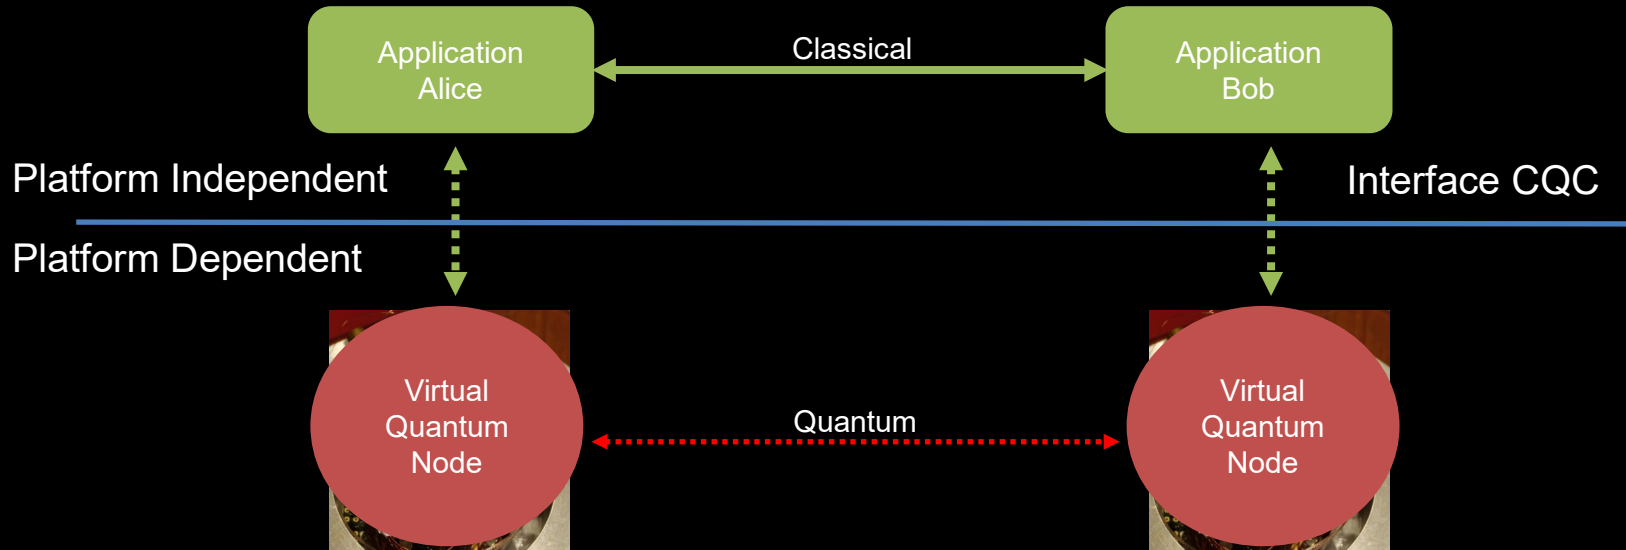 Application
Alice
Classical
Application
Bob
Platform Independent
Interface CQC
Platform Dependent
Virtual
Quantum
Node
Quantum
Virtual
Quantum
Node